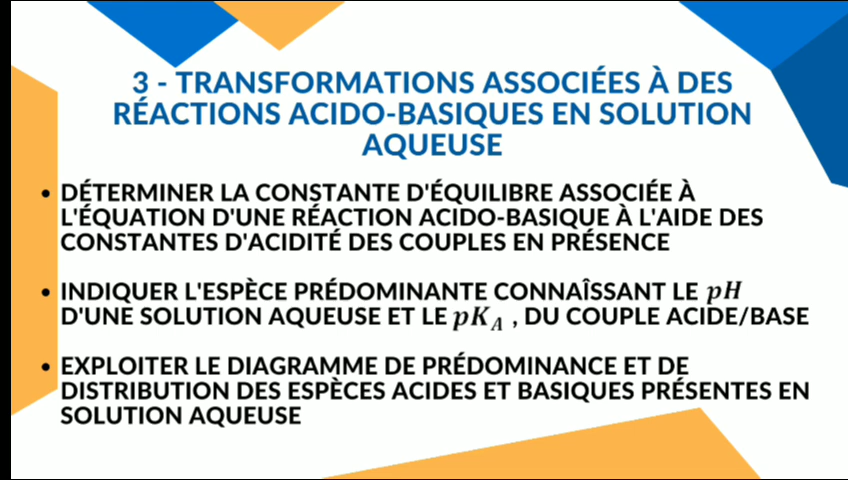 3 - TRANSFORMATIONS ASSOCIÉES À DES
RÉACTIONS ACIDO-BASIQUES EN SOLUTION
AQUEUSE
• DÉTERMINER LA CONSTANTE D'ÉQUILIBRE ASSOCIÉE À
L'ÉQUATION D'UNE RÉACTION ACIDO-BASIQUE À L'AIDE DES
CONSTANTES D'ACIDITÉ DES COUPLES EN PRÉSENCE
• INDIQUER L'ESPÈCE PRÉDOMINANTE CONNAÎSSANT LE pH
D'UNE SOLUTION AQUEUSE ET LE pK_A , DU COUPLE ACIDE/BASE
• EXPLOITER LE DIAGRAMME DE PRÉDOMINANCE ET DE
DISTRIBUTION DES ESPÈCES ACIDES ET BASIQUES PRÉSENTES EN
SOLUTION AQUEUSE